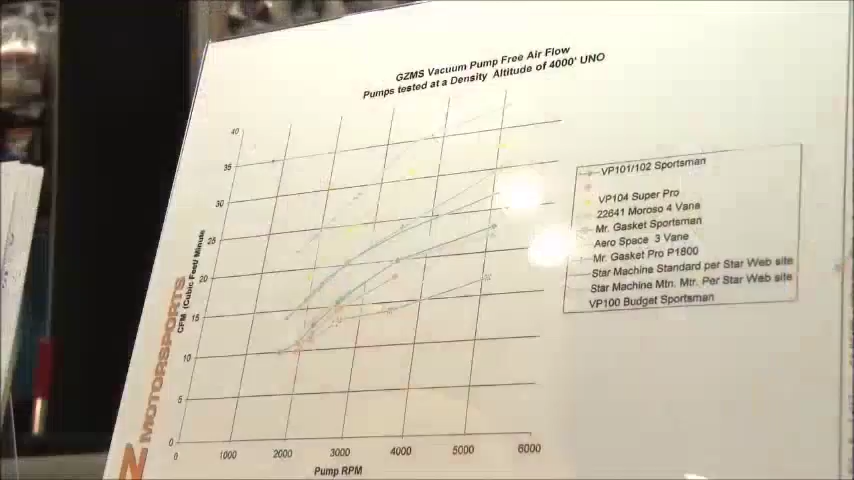 GZMS Vacuum Pump Free Air Flow
Pumps tested at a Density Altitude of 4000' UNO
40
35
30
25
20
15
10
5
0
CFM (Cubic Feet/ Minute
0 1000 2000 3000 4000 5000 6000
Pump RPM
VP101/102 Sportsman
VP104 Super Pro
22641 Moroso 4 Vane
Mr. Gasket Sportsman
Aero Space 3 Vane
Mr. Gasket Pro P1800
Star Machine Standard per Star Web site
Star Machine Mtn. Mtr. Per Star Web site
VP100 Budget Sportsman
Z MOTORSPORTS